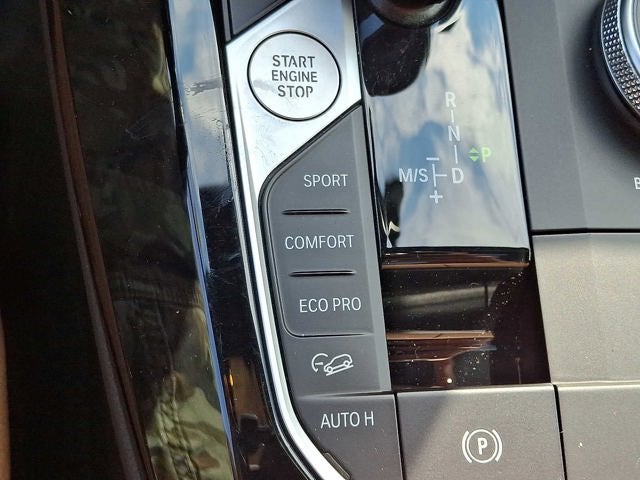 START
ENGINE
STOP
R
N
P
M/S
D
+
SPORT
COMFORT
ECO PRO
AUTO H
P